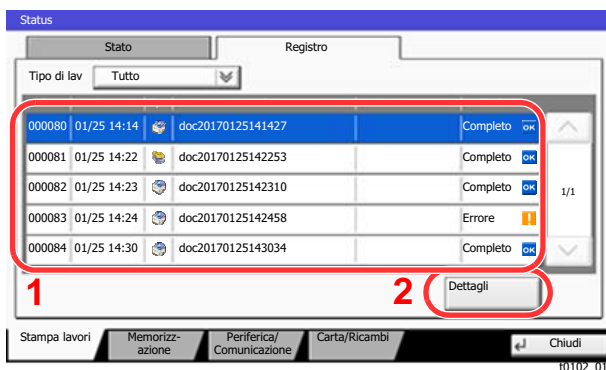 Status
Stato Registro
Tipo di lav Tutto
000080 01/25 14:14 doc20170125141427 Completo OK
000081 01/25 14:22 doc20170125142253 Completo OK
000082 01/25 14:23 doc20170125142310 Completo OK
1/1
000083 01/25 14:24 doc20170125142458 Errore !
000084 01/25 14:30 doc20170125143034 Completo OK
1 2 Dettagli
Stampa lavori Memorizz-
azione Periferica/
Comunicazione Carta/Ricambi Chiudi
f0102_01